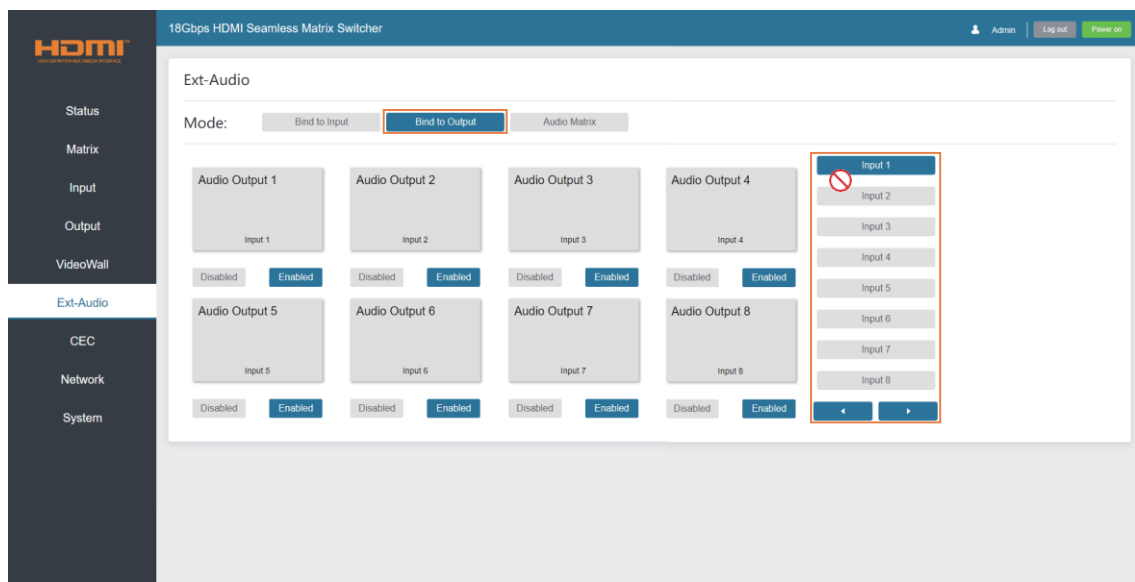 18Gbps HDMI Seamless Matrix Switcher
Admin
Log out
Power on
HDMI
HIGH DEFINITION MULTIMEDIA INTERFACE
Status
Matrix
Input
Output
VideoWall
Ext-Audio
CEC
Network
System
Ext-Audio
Mode:
Bind to Input
Bind to Output
Audio Matrix
Audio Output 1
Input 1
Disabled
Enabled
Audio Output 2
Input 2
Disabled
Enabled
Audio Output 3
Input 3
Disabled
Enabled
Audio Output 4
Input 4
Disabled
Enabled
Audio Output 5
Input 5
Disabled
Enabled
Audio Output 6
Input 6
Disabled
Enabled
Audio Output 7
Input 7
Disabled
Enabled
Audio Output 8
Input 8
Disabled
Enabled
Input 1
Input 2
Input 3
Input 4
Input 5
Input 6
Input 7
Input 8